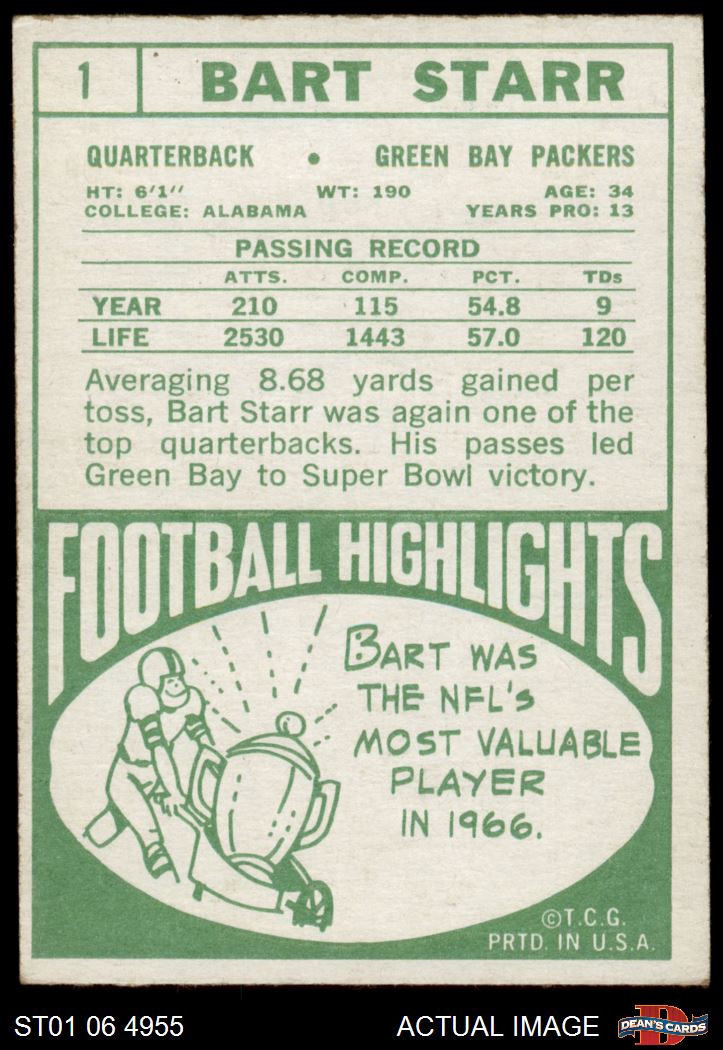 1 BART STARR
QUARTERBACK • GREEN BAY PACKERS
HT: 6'1'' WT: 190 AGE: 34
COLLEGE: ALABAMA YEARS PRO: 13
PASSING RECORD
ATTS. COMP. PCT. TDs
YEAR 210 115 54.8 9
LIFE 2530 1443 57.0 120
Averaging 8.68 yards gained per
toss, Bart Starr was again one of the
top quarterbacks. His passes led
Green Bay to Super Bowl victory.
FOOTBALL HIGHLIGHTS
BART WAS
THE NFL'S
MOST VALUABLE
PLAYER
IN 1966.
©T.C.G.
PRTD. IN U.S.A.
ST01 06 4955 ACTUAL IMAGE D DEAN'S CARDS